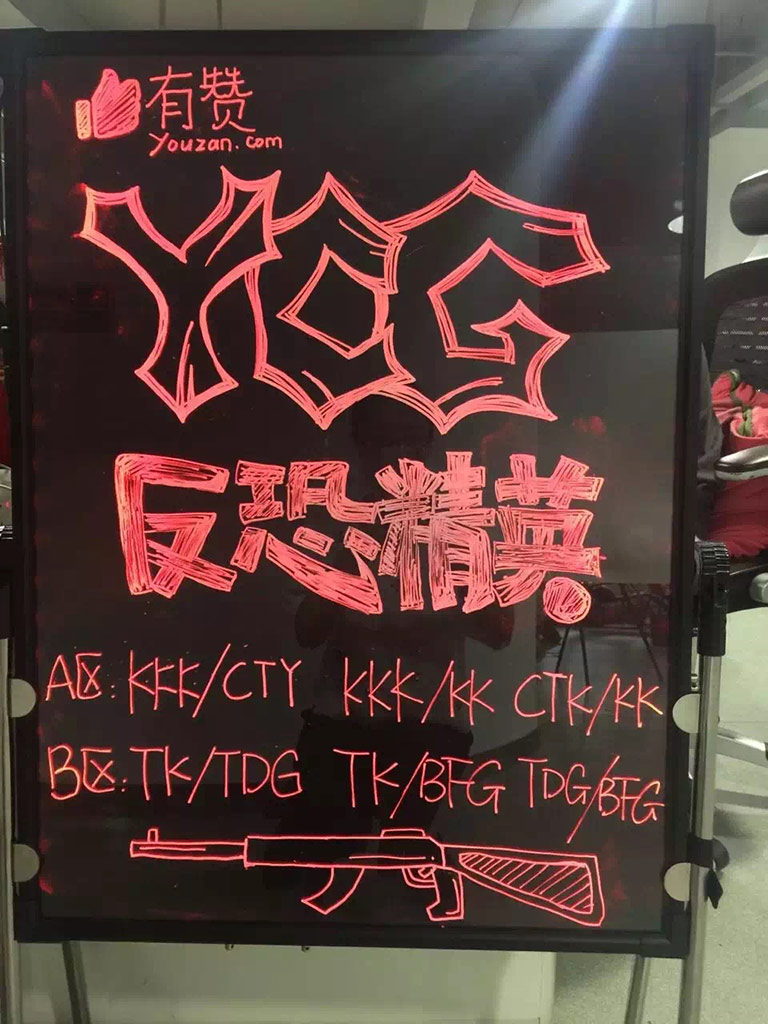 有赞
Youzan.com
YCG
反恐精英
A区: KKK/CTY KKK/KK CTK/KK
B区: TK/TDG TK/BFG TDG/BFG